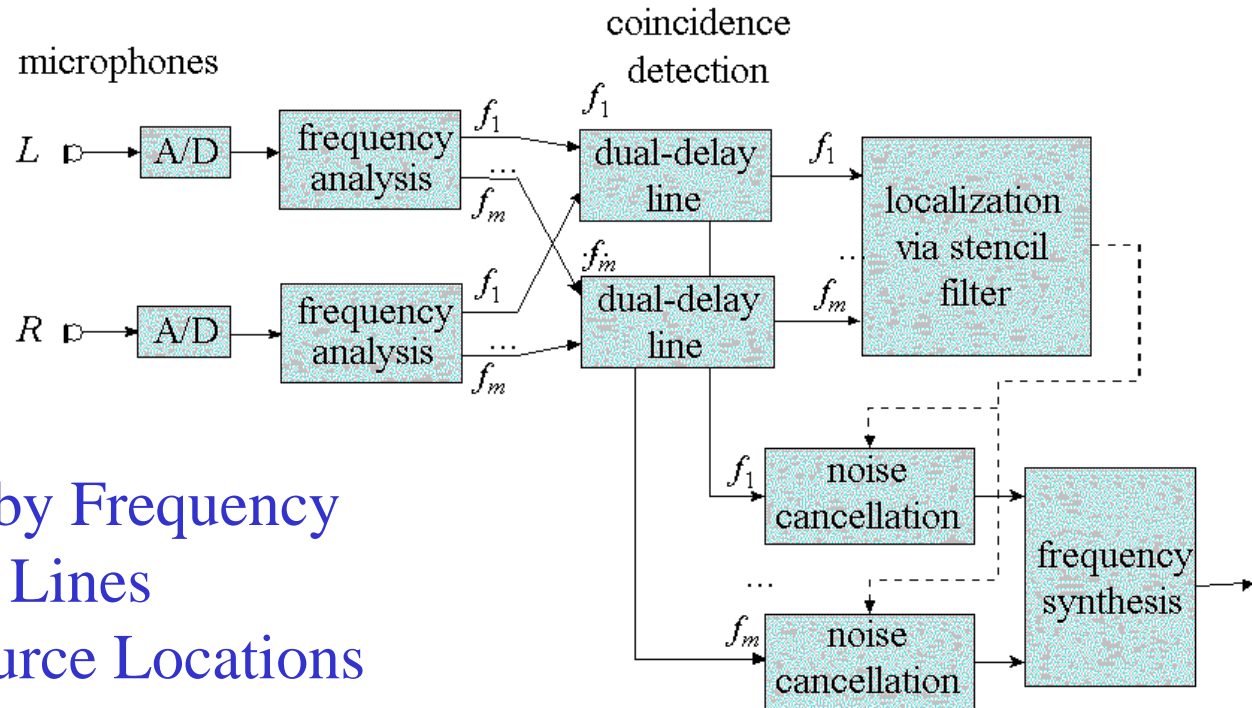 coincidence
detection
microphones
L
A/D
frequency
analysis
f1
...
fm
f1
dual-delay
line
f1
localization
via stencil
filter
...
fm
R
A/D
frequency
analysis
f1
...
fm
fm
dual-delay
line
f1
noise
cancellation
...
fm
noise
cancellation
frequency
synthesis
by Frequency
Lines
urce Locations